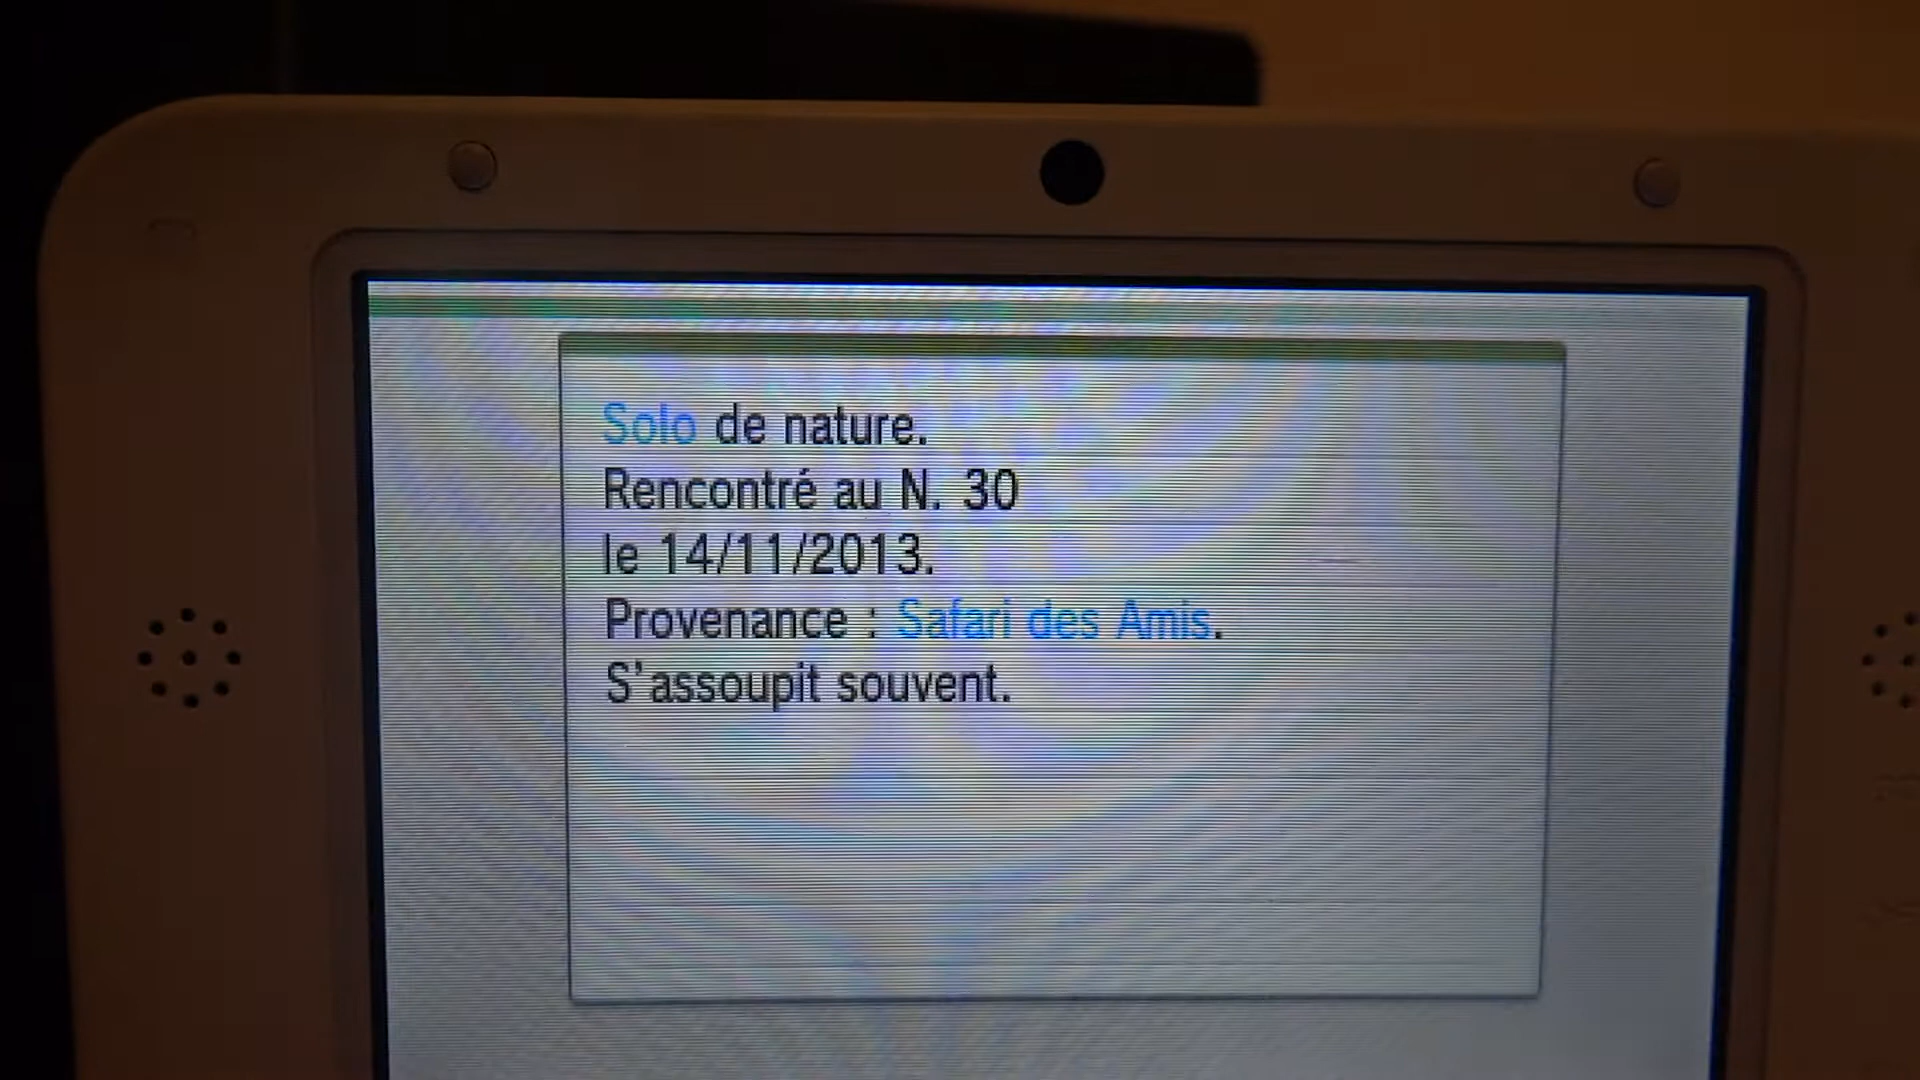 Solo de nature.
Rencontré au N. 30
le 14/11/2013.
Provenance : Safari des Amis.
S'assoupit souvent.